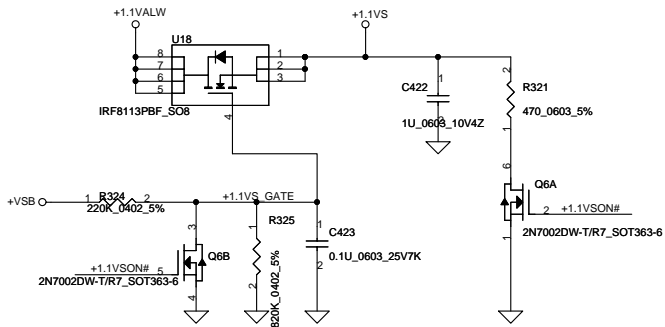 +1.1VALW
+1.1VS
U18
8
7
6
5
1
2
3
4
IRF8113PBF_SO8
C422
1
2
1U_0603_10V4Z
2
R321
470_0603_5%
1
6
Q6A
2
+1.1VSON#
1
2N7002DW-T/R7_SOT363-6
+VSB
1
R324
2
220K_0402_5%
+1.1VS_GATE
3
Q6B
+1.1VSON#
5
2N7002DW-T/R7_SOT363-6
4
R325
1
2
820K_0402_5%
1
C423
0.1U_0603_25V7K
2